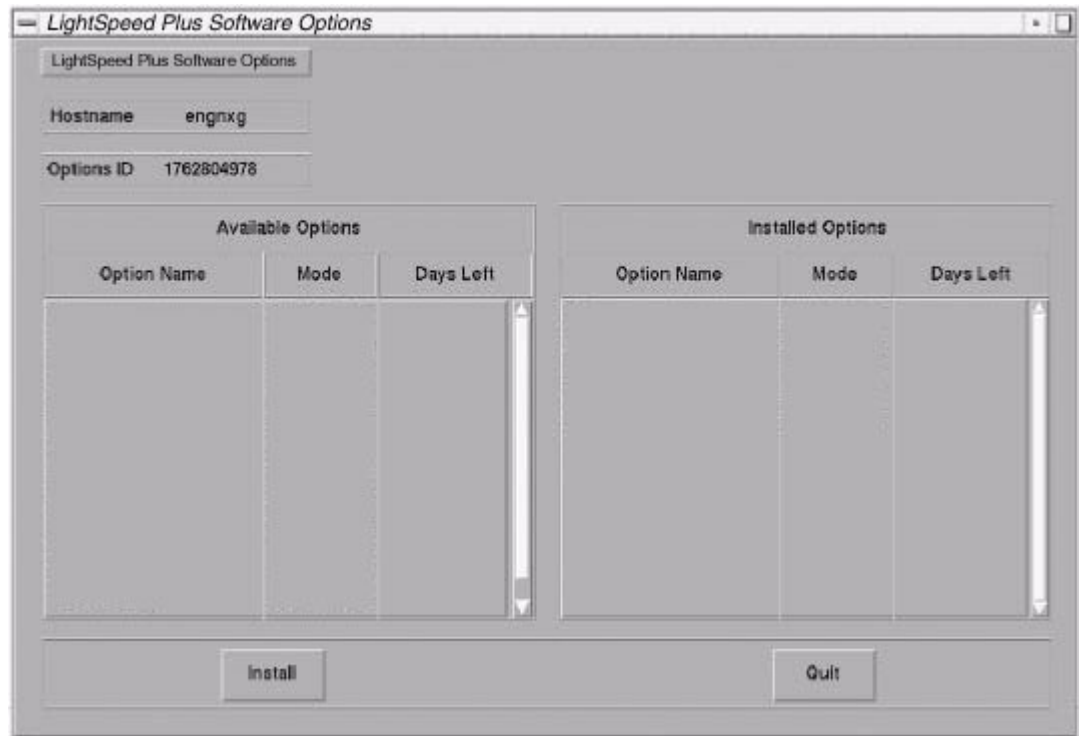 LightSpeed Plus Software Options
LightSpeed Plus Software Options
Hostname engnxg
Options ID 1762804978
Available Options
Installed Options
Option Name Mode Days Left
Option Name Mode Days Left
Install
Quit